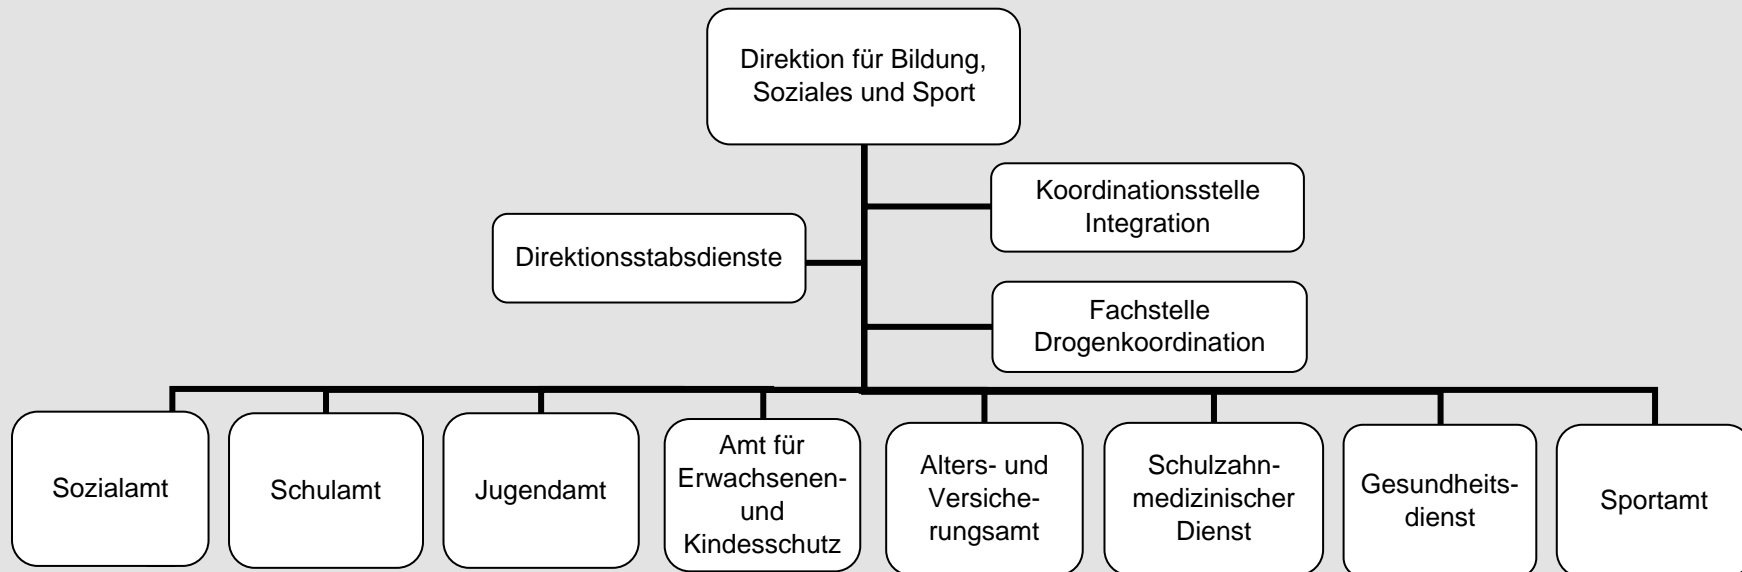 Direktion für Bildung,
Soziales und Sport
Koordinationsstelle
Integration
Direktionsstabsdienste
Fachstelle
Drogenkoordination
Sozialamt
Schulamt
Jugendamt
Amt für
Erwachsenen-
und
Kindesschutz
Alters- und
Versiche-
rungsamt
Schulzahn-
medizinischer
Dienst
Gesundheits-
dienst
Sportamt